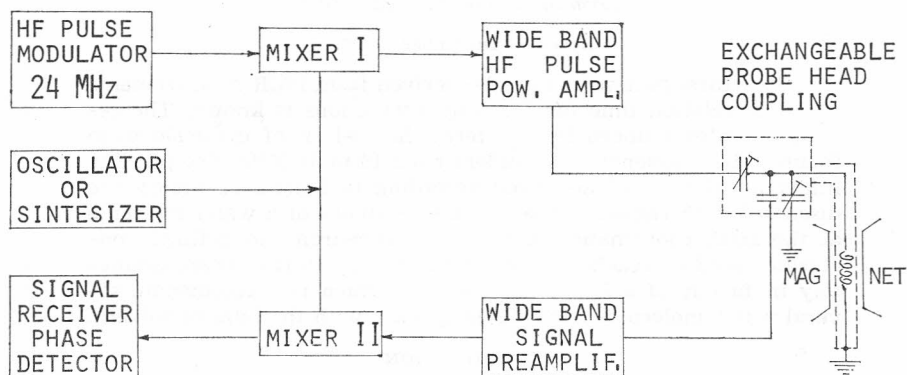 HF PULSE
MODULATOR
24 MHz
MIXER I
WIDE BAND
HF PULSE
POW. AMPL.
EXCHANGEABLE
PROBE HEAD
COUPLING
OSCILLATOR
OR
SINTESIZER
MAG NET
SIGNAL
RECEIVER
PHASE
DETECTOR
MIXER II
WIDE BAND
SIGNAL
PREAMPLIF.